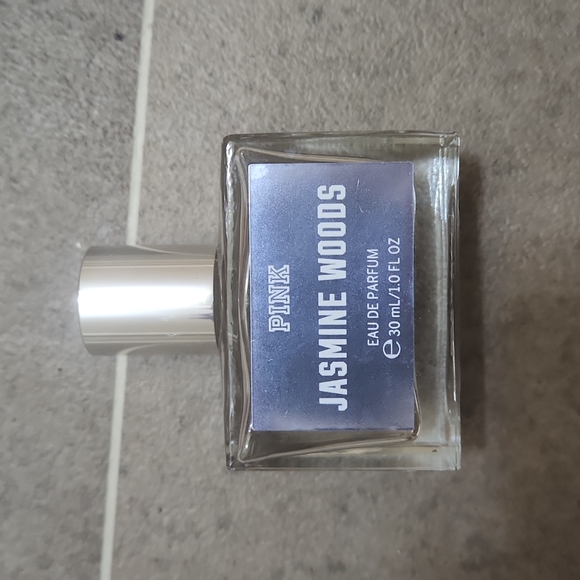 PINK
JASMINE WOODS
EAU DE PARFUM
℮ 30 mL/1.0 FL OZ